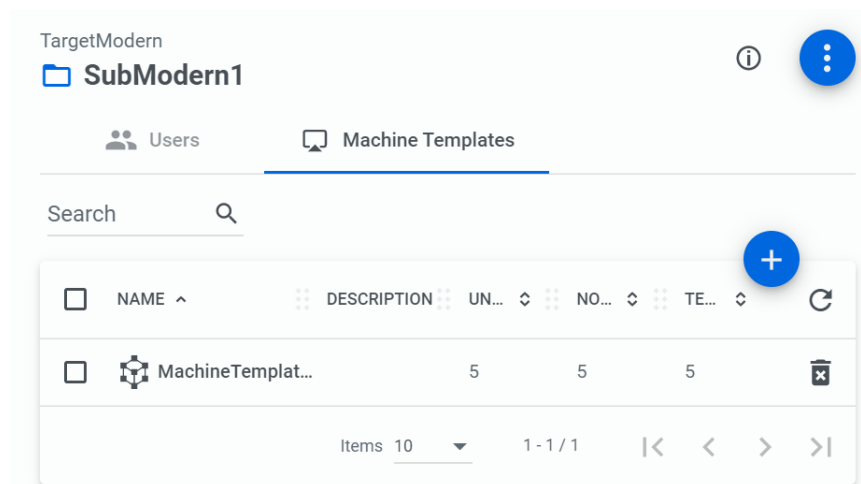 TargetModern
SubModern1
Users Machine Templates
Search
NAME DESCRIPTION UN... NO... TE...
MachineTemplat... 5 5 5
Items 10 1 - 1 / 1